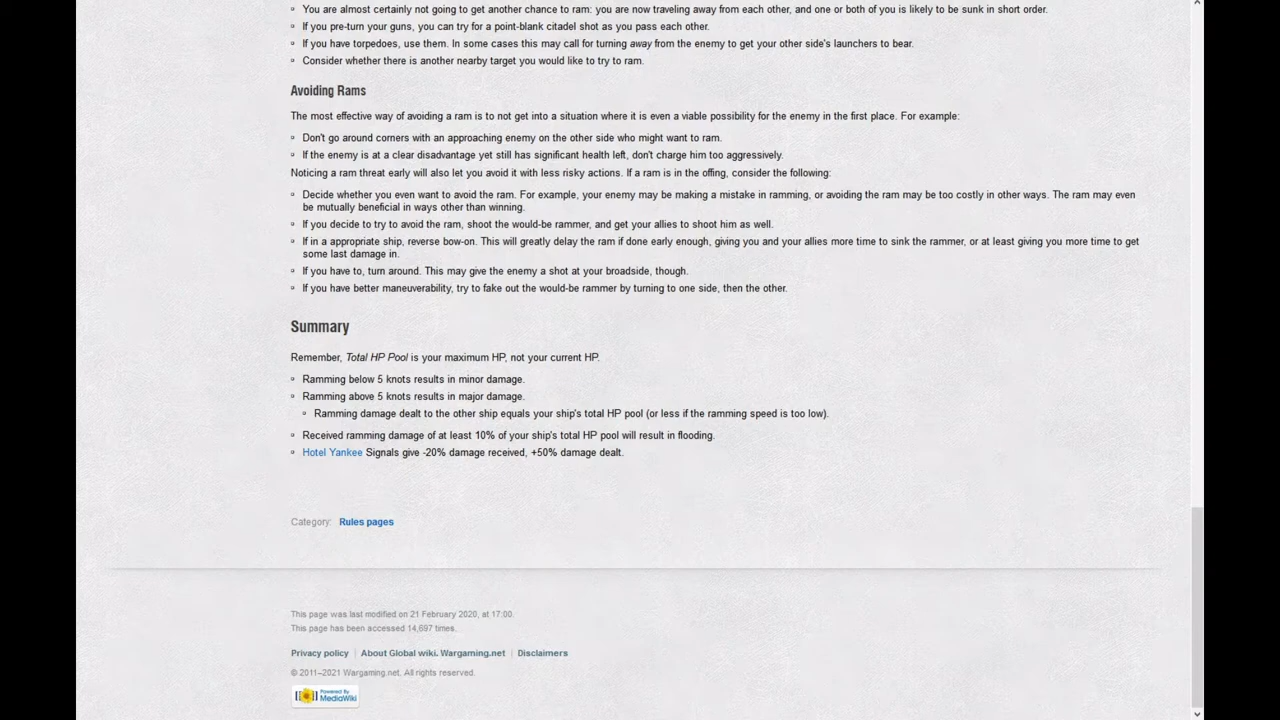 You are almost certainly not going to get another chance to ram: you are now traveling away from each other, and one or both of you is likely to be sunk in short order.
If you pre-turn your guns, you can try for a point-blank citadel shot as you pass each other.
If you have torpedoes, use them. In some cases this may call for turning away from the enemy to get your other side's launchers to bear.
Consider whether there is another nearby target you would like to try to ram.
Avoiding Rams
The most effective way of avoiding a ram is to not get into a situation where it is even a viable possibility for the enemy in the first place. For example:
Don't go around corners with an approaching enemy on the other side who might want to ram.
If the enemy is at a clear disadvantage yet still has significant health left, don't charge him too aggressively.
Noticing a ram threat early will also let you avoid it with less risky actions. If a ram is in the offing, consider the following:
Decide whether you even want to avoid the ram. For example, your enemy may be making a mistake in ramming, or avoiding the ram may be too costly in other ways. The ram may even
be mutually beneficial in ways other than winning.
If you decide to try to avoid the ram, shoot the would-be rammer, and get your allies to shoot him as well.
If in a appropriate ship, reverse bow-on. This will greatly delay the ram if done early enough, giving you and your allies more time to sink the rammer, or at least giving you more time to get
some last damage in.
If you have to, turn around. This may give the enemy a shot at your broadside, though.
If you have better maneuverability, try to fake out the would-be rammer by turning to one side, then the other.
Summary
Remember, Total HP Pool is your maximum HP, not your current HP.
Ramming below 5 knots results in minor damage.
Ramming above 5 knots results in major damage.
Ramming damage dealt to the other ship equals your ship's total HP pool (or less if the ramming speed is too low).
Received ramming damage of at least 10% of your ship's total HP pool will result in flooding.
Hotel Yankee Signals give -20% damage received, +50% damage dealt.
Category: Rules pages
This page was last modified on 21 February 2020, at 17:00.
This page has been accessed 14,697 times.
Privacy policy | About Global wiki. Wargaming.net | Disclaimers
© 2011–2021 Wargaming.net. All rights reserved.
Powered By
MediaWiki